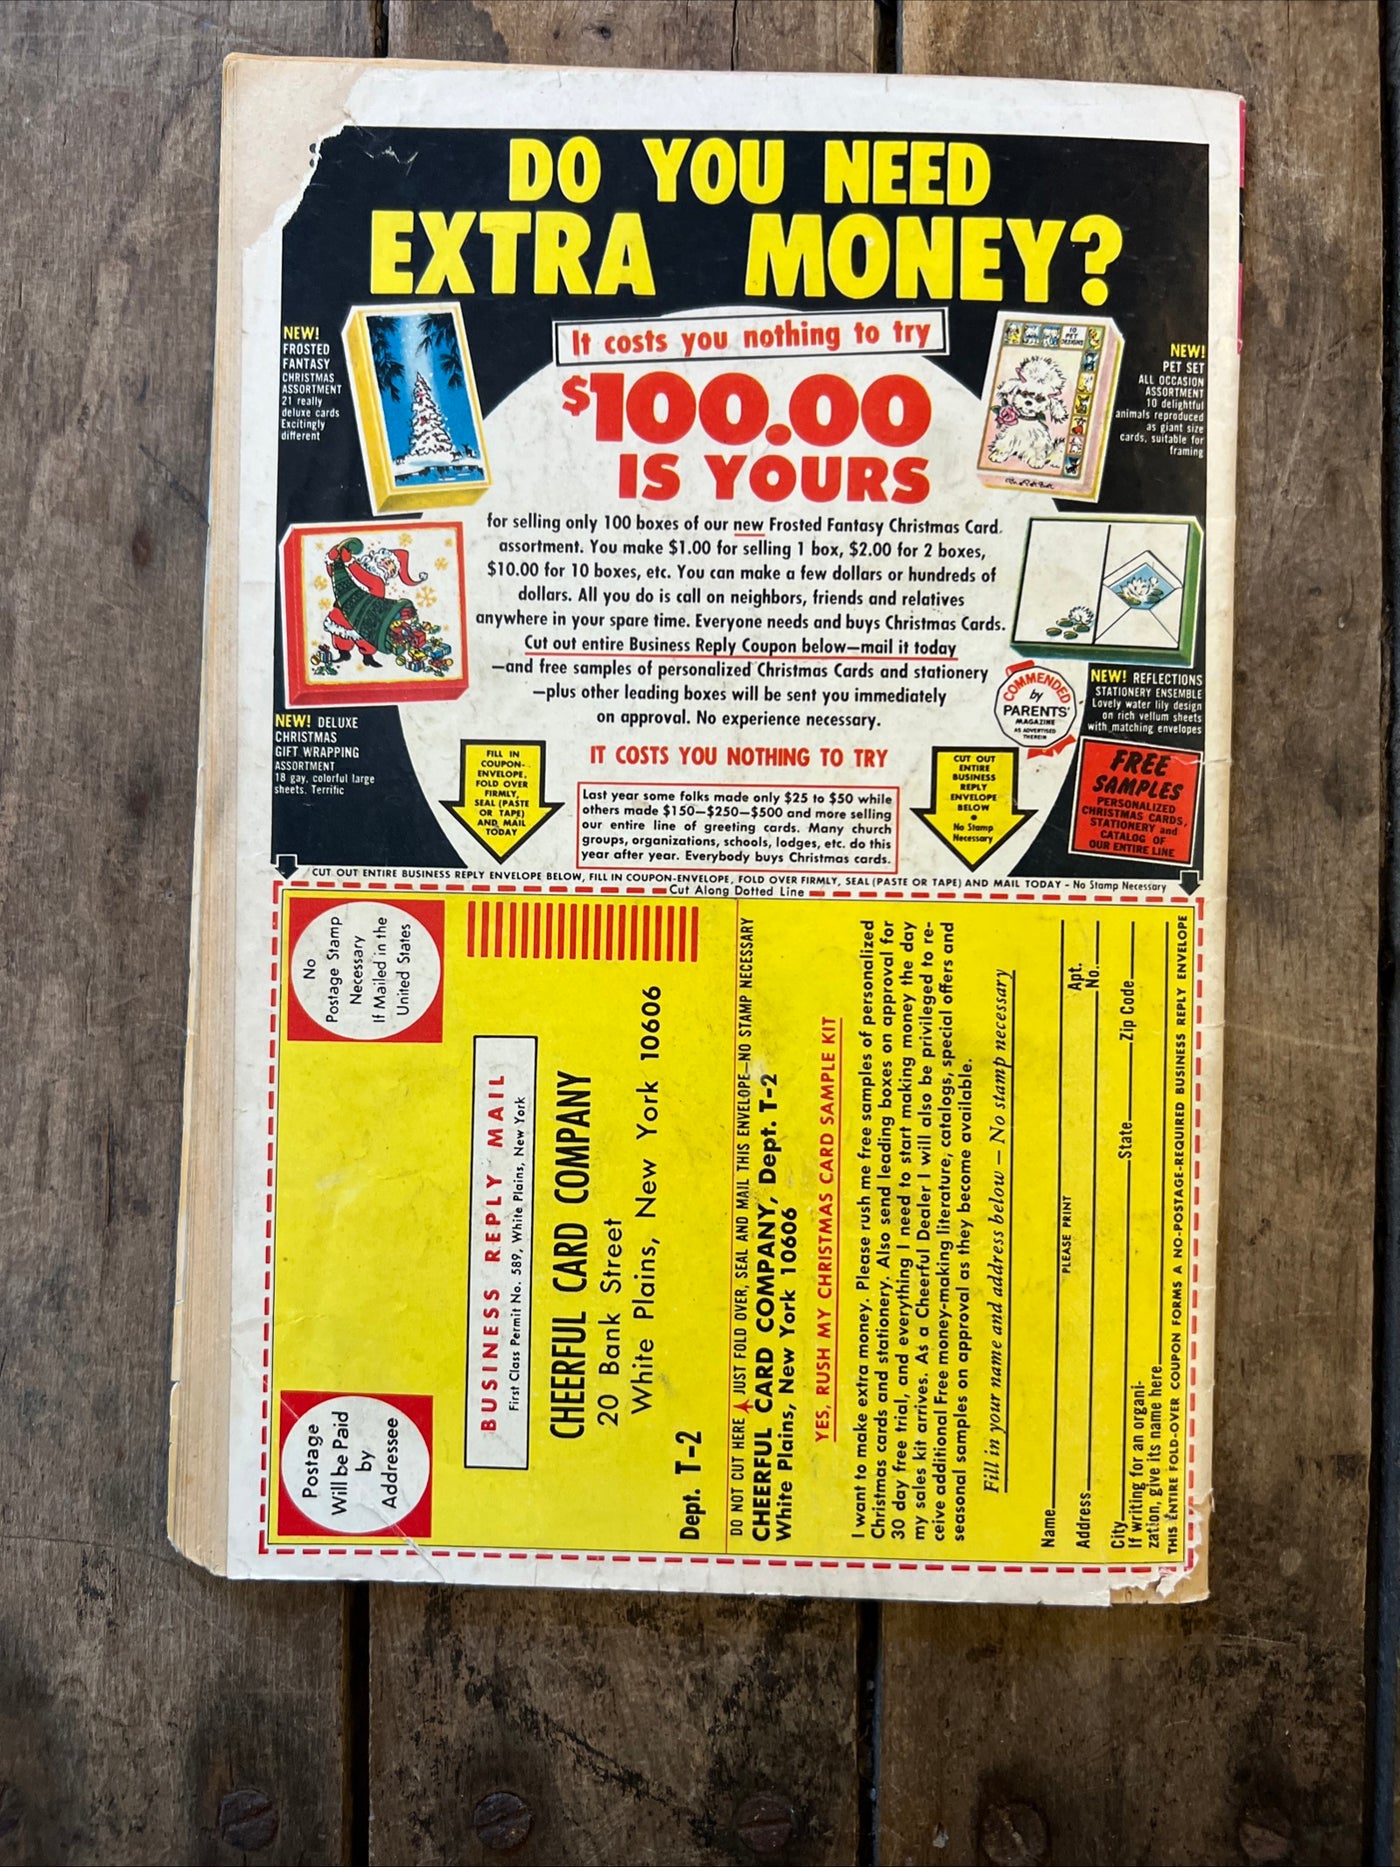 DO YOU NEED
EXTRA MONEY?
It costs you nothing to try
NEW!
FROSTED
FANTASY
CHRISTMAS
ASSORTMENT
21 really
deluxe cards
Excitingly
different
10
PET
DESIGNS
NEW!
PET SET
ALL OCCASION
ASSORTMENT
10 delightful
animals reproduced
as giant size
cards, suitable for
framing
$100.00
IS YOURS
for selling only 100 boxes of our new Frosted Fantasy Christmas Card.
assortment. You make $1.00 for selling 1 box, $2.00 for 2 boxes,
$10.00 for 10 boxes, etc. You can make a few dollars or hundreds of
dollars. All you do is call on neighbors, friends and relatives
anywhere in your spare time. Everyone needs and buys Christmas Cards.
Cut out entire Business Reply Coupon below—mail it today
—and free samples of personalized Christmas Cards and stationery
—plus other leading boxes will be sent you immediately
on approval. No experience necessary.
COMMENDED
by
PARENTS'
MAGAZINE
AS ADVERTISED
THEREIN
NEW! REFLECTIONS
STATIONERY ENSEMBLE
Lovely water lily design
on rich vellum sheets
with matching envelopes
NEW! DELUXE
CHRISTMAS
GIFT WRAPPING
ASSORTMENT
18 gay, colorful large
sheets. Terrific
FILL IN
COUPON-
ENVELOPE,
FOLD OVER
FIRMLY,
SEAL (PASTE
OR TAPE)
AND MAIL
TODAY
IT COSTS YOU NOTHING TO TRY
Last year some folks made only $25 to $50 while
others made $150—$250—$500 and more selling
our entire line of greeting cards. Many church
groups, organizations, schools, lodges, etc. do this
year after year. Everybody buys Christmas cards.
CUT OUT
ENTIRE
BUSINESS
REPLY
ENVELOPE
BELOW
•
No Stamp
Necessary
FREE
SAMPLES
PERSONALIZED
CHRISTMAS CARDS,
STATIONERY and
CATALOG OF
OUR ENTIRE LINE
CUT OUT ENTIRE BUSINESS REPLY ENVELOPE BELOW, FILL IN COUPON-ENVELOPE, FOLD OVER FIRMLY, SEAL (PASTE OR TAPE) AND MAIL TODAY - No Stamp Necessary
Cut Along Dotted Line
No
Postage Stamp
Necessary
If Mailed in the
United States
Postage
Will be Paid
by
Addressee
BUSINESS REPLY MAIL
First Class Permit No. 589, White Plains, New York
CHEERFUL CARD COMPANY
20 Bank Street
White Plains, New York 10606
Dept. T-2
DO NOT CUT HERE JUST FOLD OVER, SEAL AND MAIL THIS ENVELOPE—NO STAMP NECESSARY
CHEERFUL CARD COMPANY, Dept. T-2
White Plains, New York 10606
YES, RUSH MY CHRISTMAS CARD SAMPLE KIT
I want to make extra money. Please rush me free samples of personalized
Christmas cards and stationery. Also send leading boxes on approval for
30 day free trial, and everything I need to start making money the day
my sales kit arrives. As a Cheerful Dealer I will also be privileged to re-
ceive additional Free money-making literature, catalogs, special offers and
seasonal samples on approval as they become available.
Fill in your name and address below — No stamp necessary
Name
PLEASE PRINT
Apt.
Address No.
City State Zip Code
If writing for an organi-
zation, give its name here
THIS ENTIRE FOLD-OVER COUPON FORMS A NO-POSTAGE-REQUIRED BUSINESS REPLY ENVELOPE